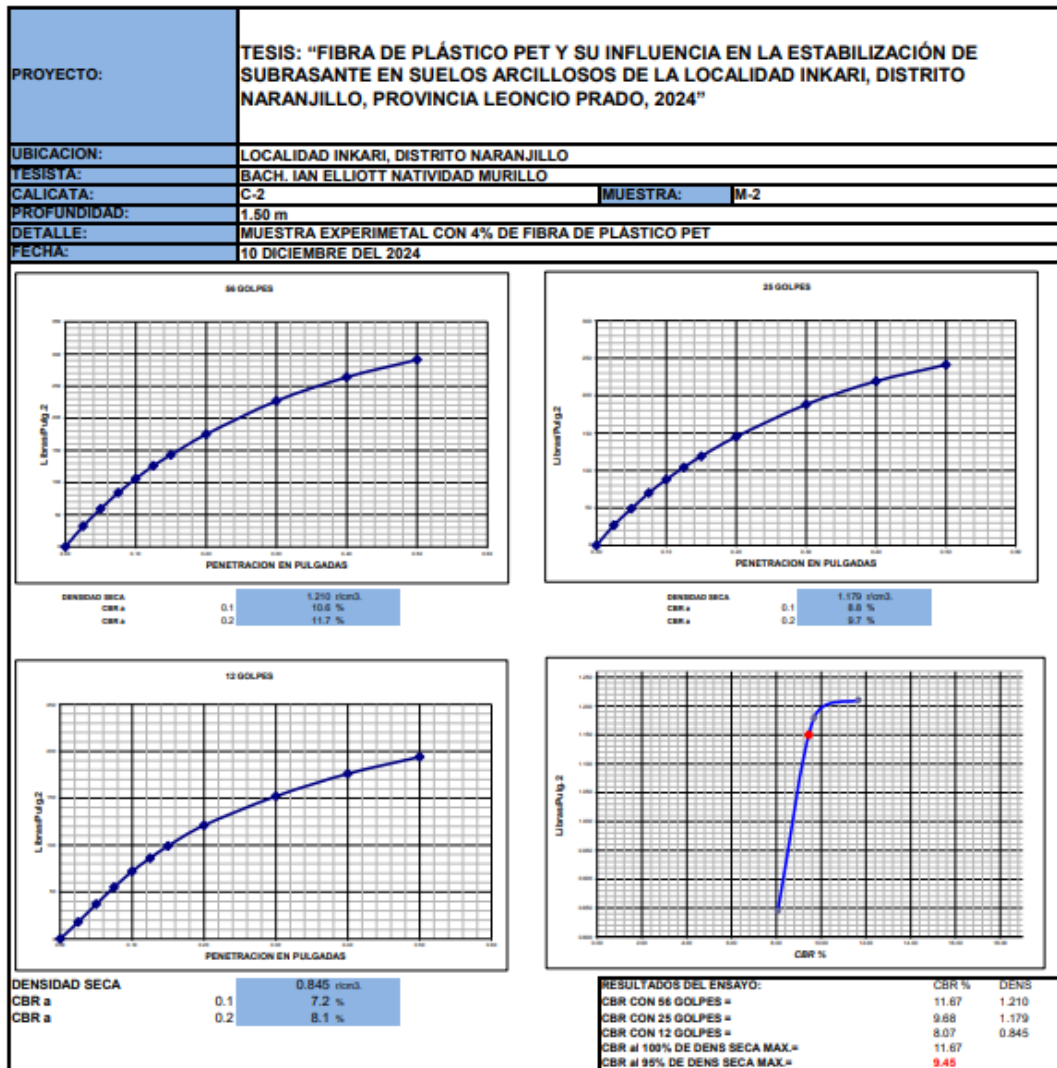 PROYECTO:
TESIS: “FIBRA DE PLÁSTICO PET Y SU INFLUENCIA EN LA ESTABILIZACIÓN DE
SUBRASANTE EN SUELOS ARCILLOSOS DE LA LOCALIDAD INKARI, DISTRITO
NARANJILLO, PROVINCIA LEONCIO PRADO, 2024”
UBICACION: LOCALIDAD INKARI, DISTRITO NARANJILLO
TESISTA: BACH. IAN ELLIOTT NATIVIDAD MURILLO
CALICATA: C-2 MUESTRA: M-2
PROFUNDIDAD: 1.50 m
DETALLE: MUESTRA EXPERIMETAL CON 4% DE FIBRA DE PLÁSTICO PET
FECHA: 10 DICIEMBRE DEL 2024
56 GOLPES
Libras/Pulg.2
PENETRACION EN PULGADAS
DENSIDAD SECA 1.210 r/cm3.
CBR a 0.1 10.6 %
CBR a 0.2 11.7 %
25 GOLPES
Libras/Pulg.2
PENETRACION EN PULGADAS
DENSIDAD SECA 1.179 r/cm3.
CBR a 0.1 8.8 %
CBR a 0.2 9.7 %
12 GOLPES
Libras/Pulg.2
PENETRACION EN PULGADAS
DENSIDAD SECA 0.845 r/cm3.
CBR a 0.1 7.2 %
CBR a 0.2 8.1 %
Libras/Pulg.2
CBR %
RESULTADOS DEL ENSAYO: CBR % DENS
CBR CON 56 GOLPES = 11.67 1.210
CBR CON 25 GOLPES = 9.68 1.179
CBR CON 12 GOLPES = 8.07 0.845
CBR al 100% DE DENS SECA MAX.= 11.67
CBR al 95% DE DENS SECA MAX.= 9.45